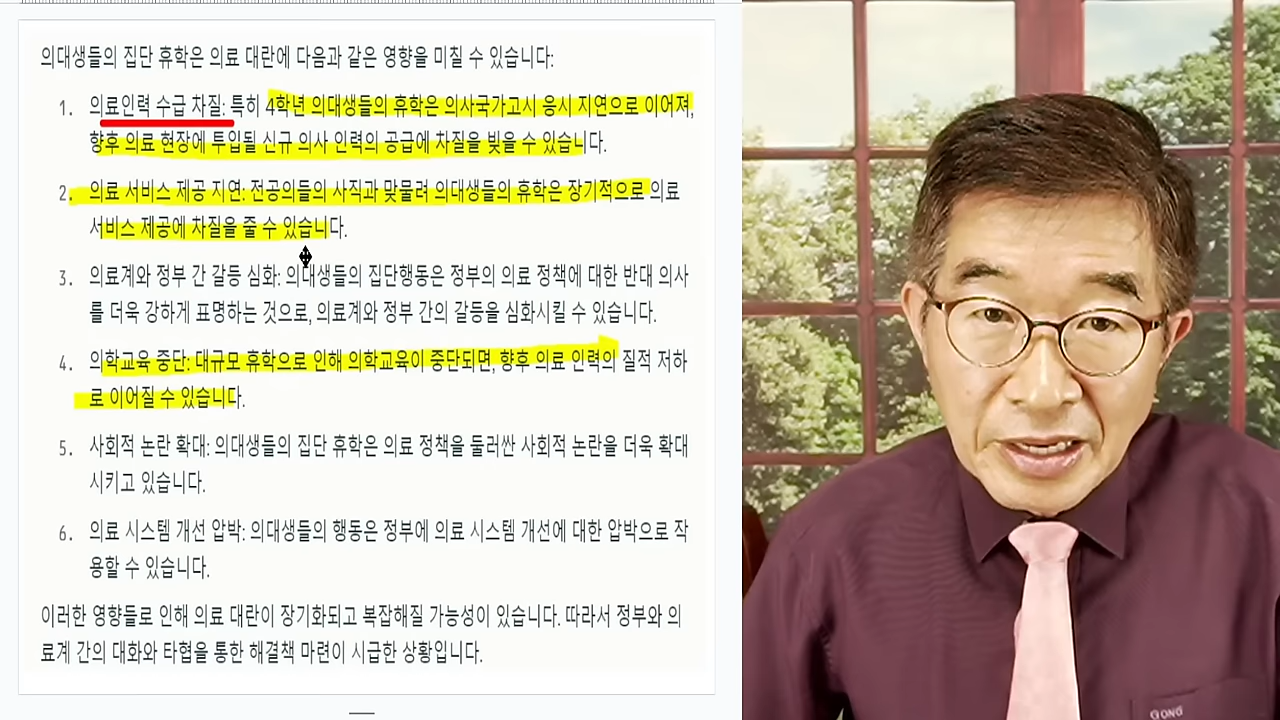 의대생들의 집단 휴학은 의료 대란에 다음과 같은 영향을 미칠 수 있습니다:
1. 의료인력 수급 차질: 특히 4학년 의대생들의 휴학은 의사국가고시 응시 지연으로 이어져,
향후 의료 현장에 투입될 신규 의사 인력의 공급에 차질을 빚을 수 있습니다.
2. 의료 서비스 제공 지연: 전공의들의 사직과 맞물려 의대생들의 휴학은 장기적으로 의료
서비스 제공에 차질을 줄 수 있습니다.
3. 의료계와 정부 간 갈등 심화: 의대생들의 집단행동은 정부의 의료 정책에 대한 반대 의사
를 더욱 강하게 표명하는 것으로, 의료계와 정부 간의 갈등을 심화시킬 수 있습니다.
4. 의학교육 중단: 대규모 휴학으로 인해 의학교육이 중단되면, 향후 의료 인력의 질적 저하
로 이어질 수 있습니다.
5. 사회적 논란 확대: 의대생들의 집단 휴학은 의료 정책을 둘러싼 사회적 논란을 더욱 확대
시키고 있습니다.
6. 의료 시스템 개선 압박: 의대생들의 행동은 정부에 의료 시스템 개선에 대한 압박으로 작
용할 수 있습니다.
이러한 영향들로 인해 의료 대란이 장기화되고 복잡해질 가능성이 있습니다. 따라서 정부와 의
료계 간의 대화와 타협을 통한 해결책 마련이 시급한 상황입니다.
GONG